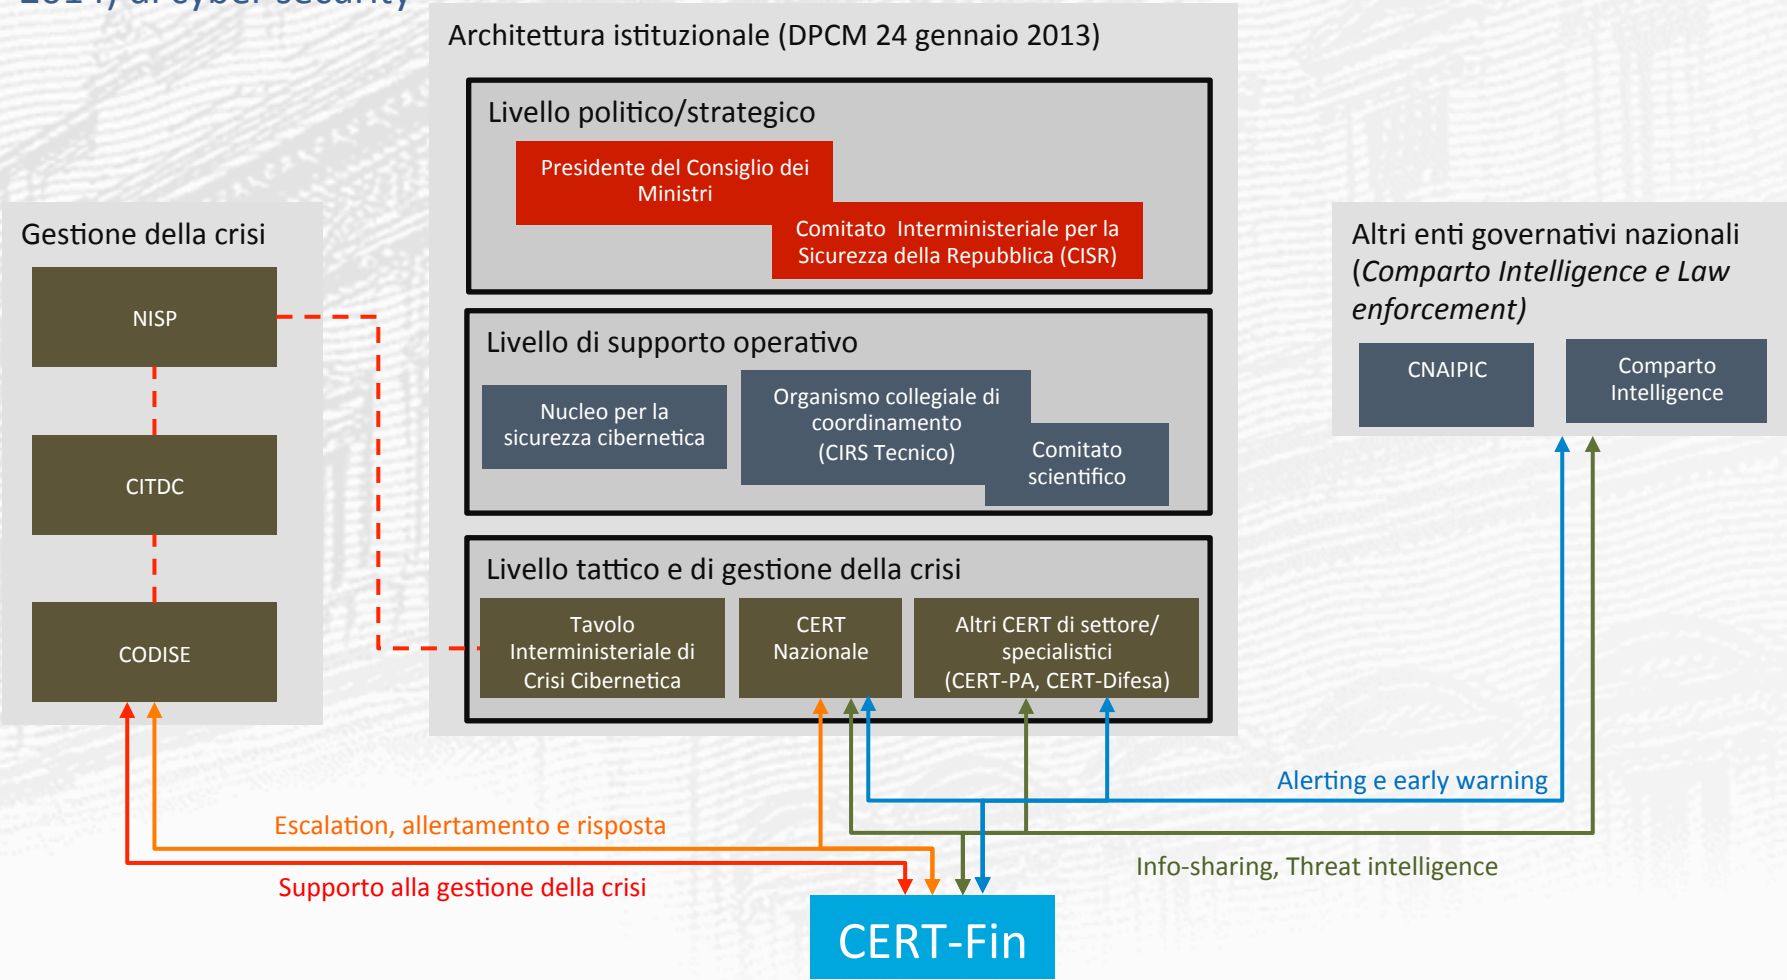 2014) di cyber security
Architettura istituzionale (DPCM 24 gennaio 2013)
Livello politico/strategico
Presidente del Consiglio dei
Ministri
Comitato Interministeriale per la
Sicurezza della Repubblica (CISR)
Gestione della crisi
NISP
CITDC
CODISE
Livello di supporto operativo
Nucleo per la
sicurezza cibernetica
Organismo collegiale di
coordinamento
(CIRS Tecnico)
Comitato
scientifico
Livello tattico e di gestione della crisi
Tavolo
Interministeriale di
Crisi Cibernetica
CERT
Nazionale
Altri CERT di settore/
specialistici
(CERT-PA, CERT-Difesa)
Altri enti governativi nazionali
(Comparto Intelligence e Law
enforcement)
CNAIPIC
Comparto
Intelligence
Alerting e early warning
Escalation, allertamento e risposta
Info-sharing, Threat intelligence
Supporto alla gestione della crisi
CERT-Fin